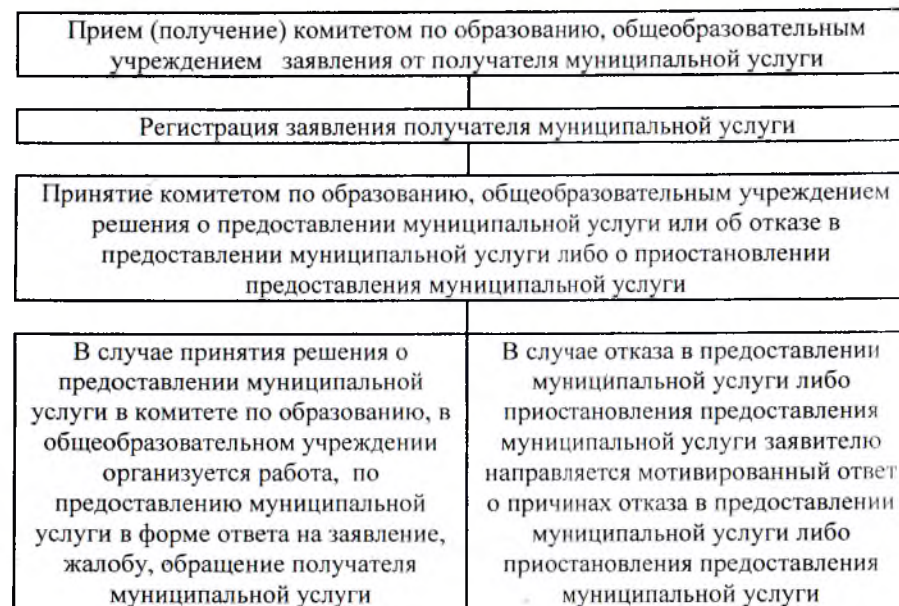 Прием (получение) комитетом по образованию, общеобразовательным
учреждением заявления от получателя муниципальной услуги
Регистрация заявления получателя муниципальной услуги
Принятие комитетом по образованию, общеобразовательным учреждением
решения о предоставлении муниципальной услуги или об отказе в
предоставлении муниципальной услуги либо о приостановлении
предоставления муниципальной услуги
В случае принятия решения о
предоставлении муниципальной
услуги в комитете по образованию, в
общеобразовательном учреждении
организуется работа, по
предоставлению муниципальной
услуги в форме ответа на заявление,
жалобу, обращение получателя
муниципальной услуги
В случае отказа в предоставлении
муниципальной услуги либо
приостановления предоставления
муниципальной услуги заявителю
направляется мотивированный ответ
о причинах отказа в предоставлении
муниципальной услуги либо
приостановления предоставления
муниципальной услуги